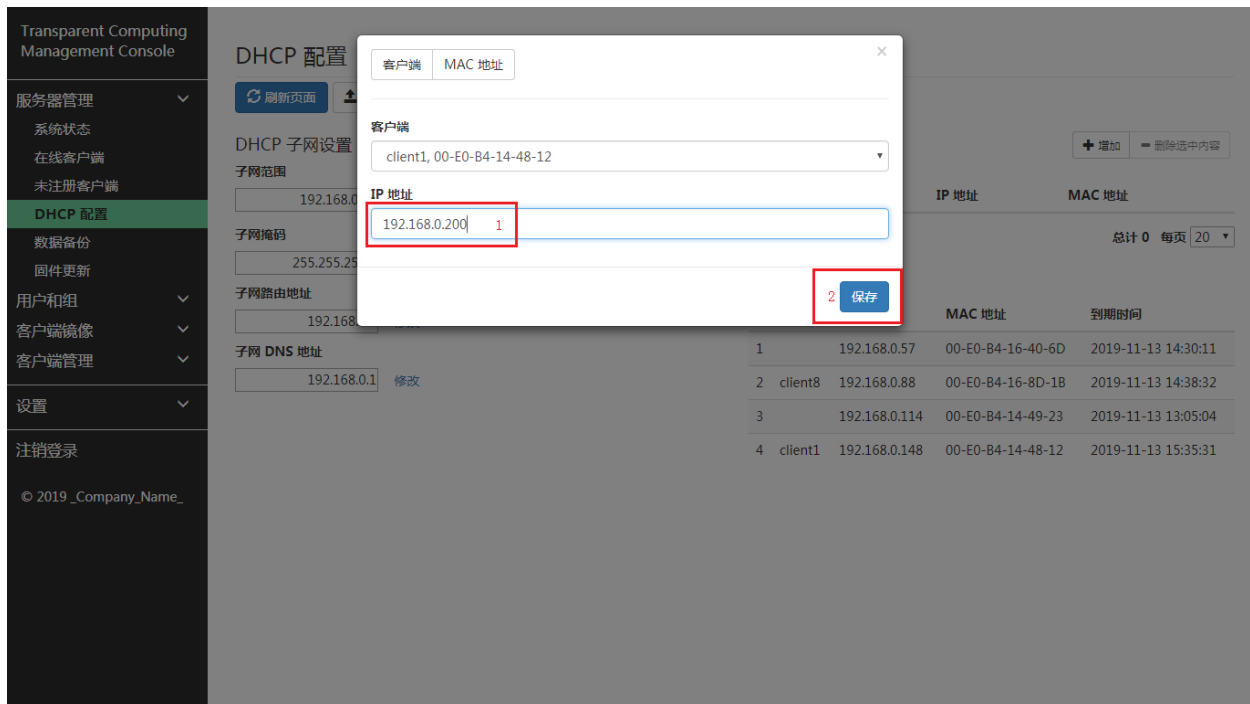 Transparent Computing
Management Console
服务器管理
系统状态
在线客户端
未注册客户端
DHCP 配置
数据备份
固件更新
用户和组
客户端镜像
客户端管理
设置
注销登录
© 2019 _Company_Name_
DHCP 配置
刷新页面
DHCP 子网设置
子网范围
192.168.0
子网掩码
255.255.25
子网路由地址
192.168.
子网 DNS 地址
192.168.0.1 修改
客户端 MAC 地址 ×
客户端
client1, 00-E0-B4-14-48-12
IP 地址
192.168.0.200 1
2 保存
增加 删除选中内容
IP 地址 MAC 地址
总计 0 每页 20
MAC 地址 到期时间
1 192.168.0.57 00-E0-B4-16-40-6D 2019-11-13 14:30:11
2 client8 192.168.0.88 00-E0-B4-16-8D-1B 2019-11-13 14:38:32
3 192.168.0.114 00-E0-B4-14-49-23 2019-11-13 13:05:04
4 client1 192.168.0.148 00-E0-B4-14-48-12 2019-11-13 15:35:31